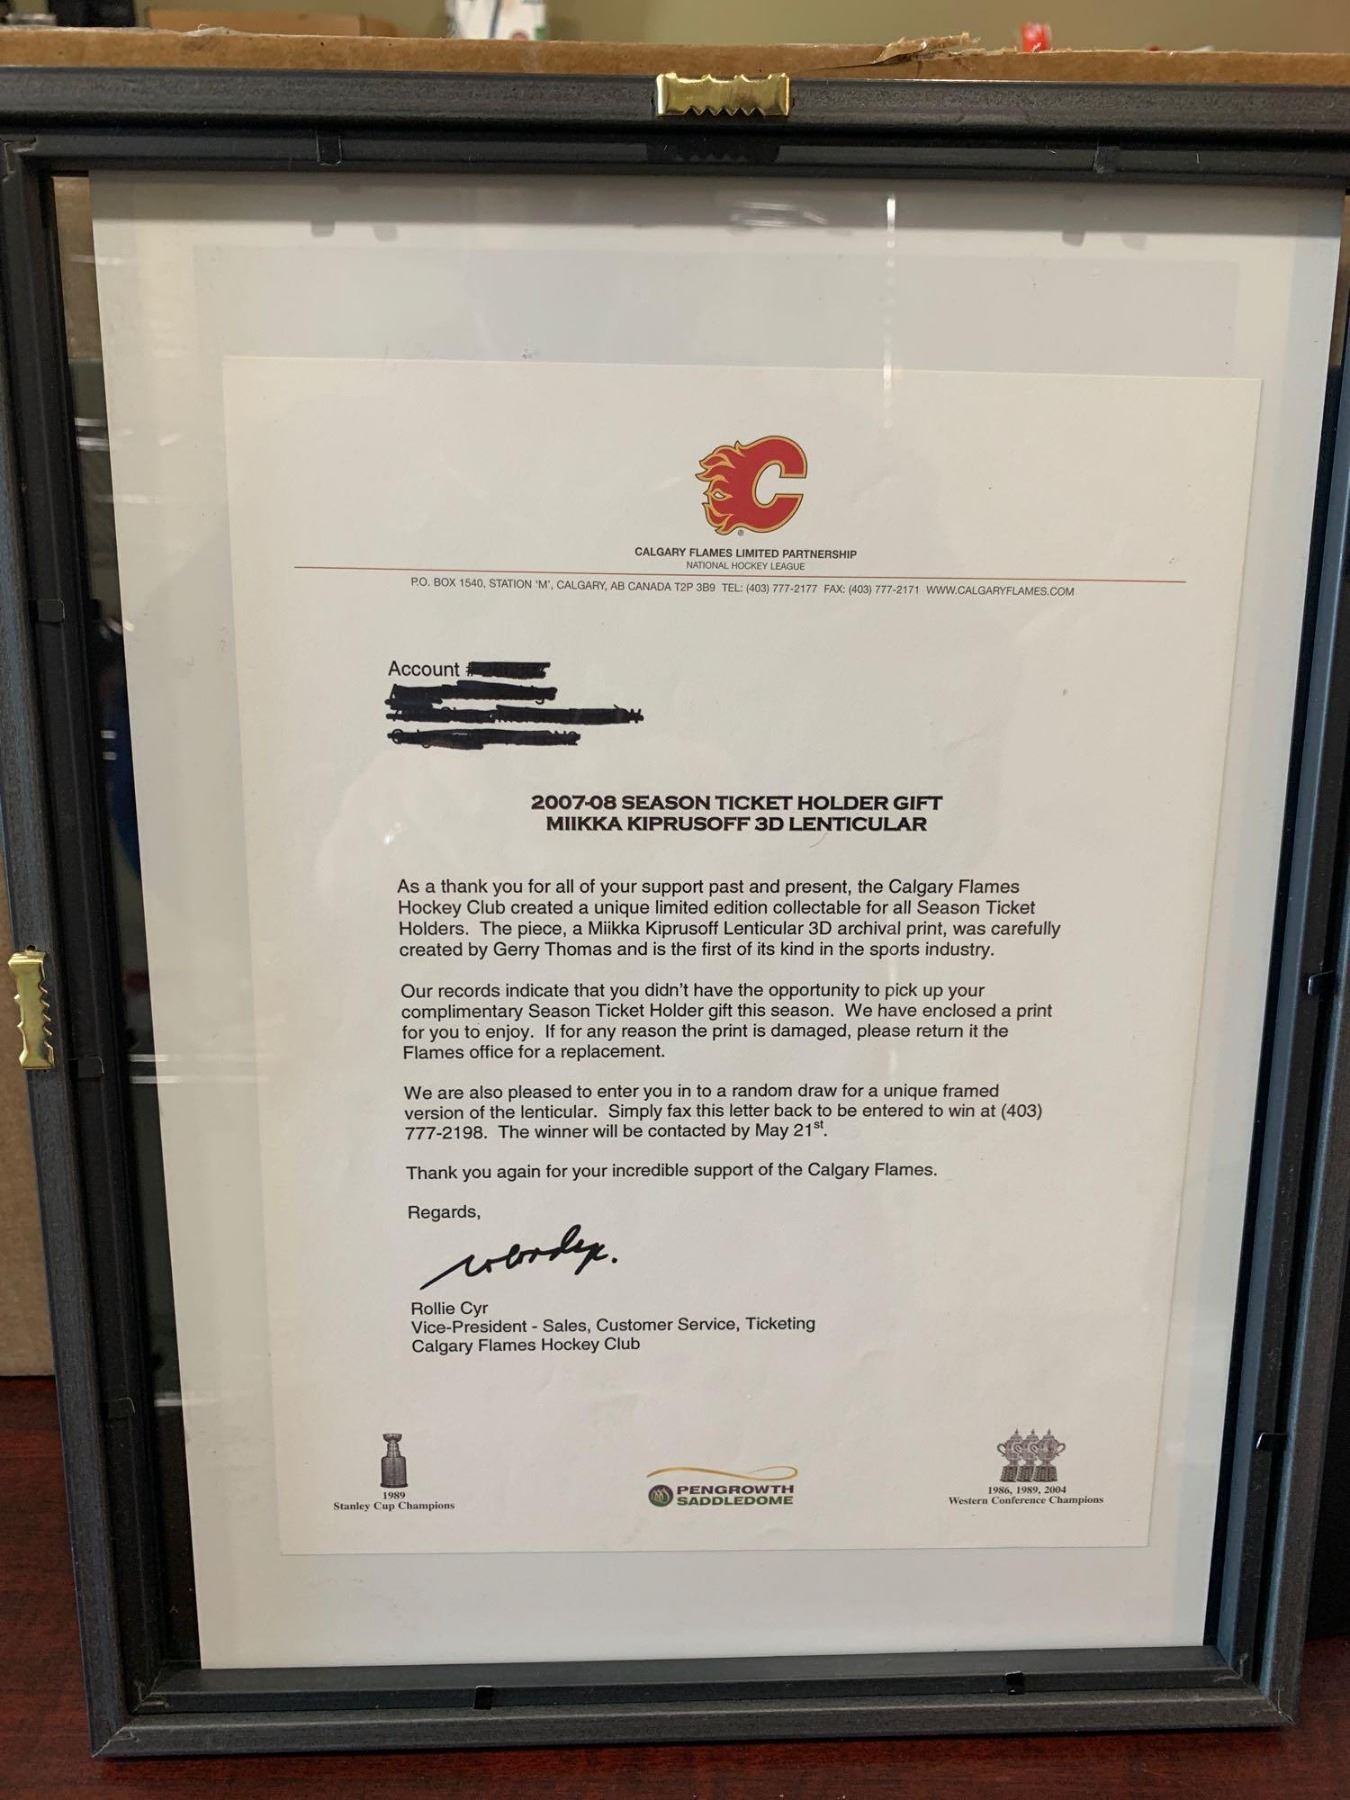 CALGARY FLAMES LIMITED PARTNERSHIP
NATIONAL HOCKEY LEAGUE
P.O. BOX 1540, STATION 'M', CALGARY, AB CANADA T2P 3B9 TEL: (403) 777-2177 FAX: (403) 777-2171 WWW.CALGARYFLAMES.COM
Account
2007-08 SEASON TICKET HOLDER GIFT
MIIKKA KIPRUSOFF 3D LENTICULAR
As a thank you for all of your support past and present, the Calgary Flames
Hockey Club created a unique limited edition collectable for all Season Ticket
Holders. The piece, a Miikka Kiprusoff Lenticular 3D archival print, was carefully
created by Gerry Thomas and is the first of its kind in the sports industry.
Our records indicate that you didn't have the opportunity to pick up your
complimentary Season Ticket Holder gift this season. We have enclosed a print
for you to enjoy. If for any reason the print is damaged, please return it the
Flames office for a replacement.
We are also pleased to enter you in to a random draw for a unique framed
version of the lenticular. Simply fax this letter back to be entered to win at (403)
777-2198. The winner will be contacted by May 21st.
Thank you again for your incredible support of the Calgary Flames.
Regards,
Rollie Cyr
Vice-President - Sales, Customer Service, Ticketing
Calgary Flames Hockey Club
1989
Stanley Cup Champions
PENGROWTH
SADDLEDOME
1986, 1989, 2004
Western Conference Champions